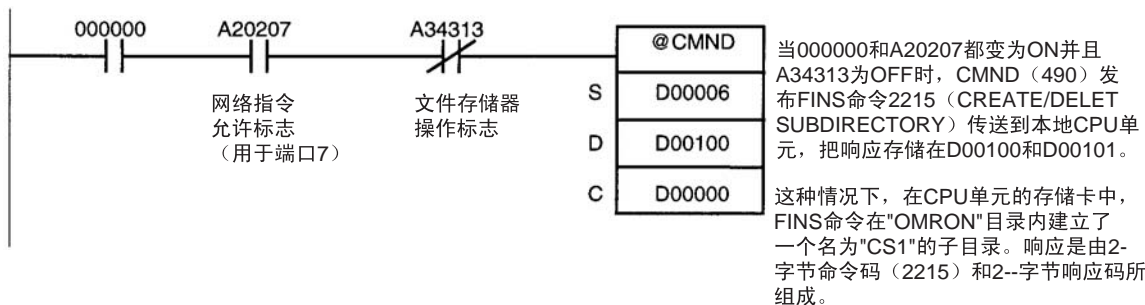 000000
A20207
A34313
网络指令
允许标志
（用于端口7）
文件存储器
操作标志
@CMND
S
D00006
D
D00100
C
D00000
当000000和A20207都变为ON并且
A34313为OFF时，CMND（490）发
布FINS命令2215（CREATE/DELET
SUBDIRECTORY）传送到本地CPU单
元，把响应存储在D00100和D00101。
这种情况下，在CPU单元的存储卡中，
FINS命令在"OMRON"目录内建立了
一个名为"CS1"的子目录。响应是由2-
字节命令码（2215）和2--字节响应码所
组成。